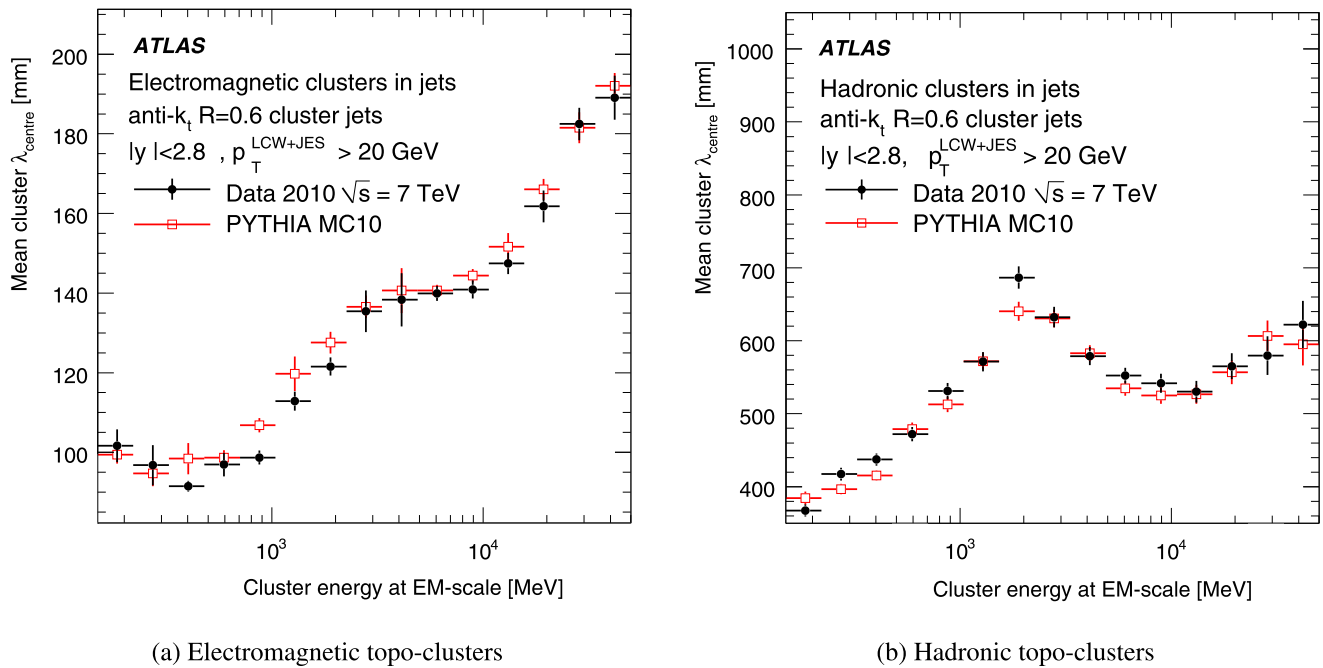 ATLAS
Electromagnetic clusters in jets
anti-kt R=0.6 cluster jets
|y|<2.8 , pT^LCW+JES > 20 GeV
Data 2010 √s = 7 TeV
PYTHIA MC10
Mean cluster λcentre [mm]
200
180
160
140
120
100
10^3
10^4
Cluster energy at EM-scale [MeV]
(a) Electromagnetic topo-clusters
ATLAS
Hadronic clusters in jets
anti-kt R=0.6 cluster jets
|y|<2.8, pT^LCW+JES > 20 GeV
Data 2010 √s = 7 TeV
PYTHIA MC10
Mean cluster λcentre [mm]
1000
900
800
700
600
500
400
10^3
10^4
Cluster energy at EM-scale [MeV]
(b) Hadronic topo-clusters